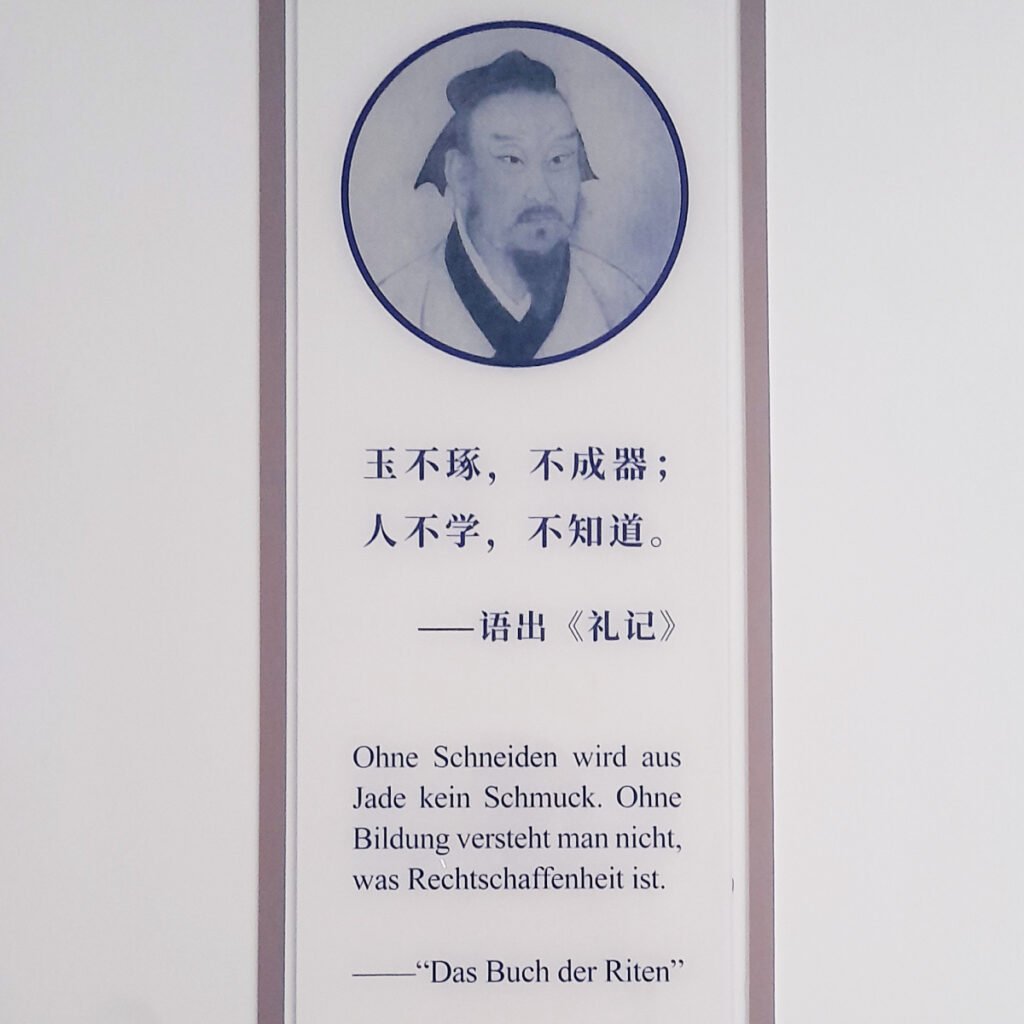 玉不琢，不成器；
人不学，不知道。
——语出《礼记》
Ohne Schneiden wird aus
Jade kein Schmuck. Ohne
Bildung versteht man nicht,
was Rechtschaffenheit ist.
——“Das Buch der Riten”